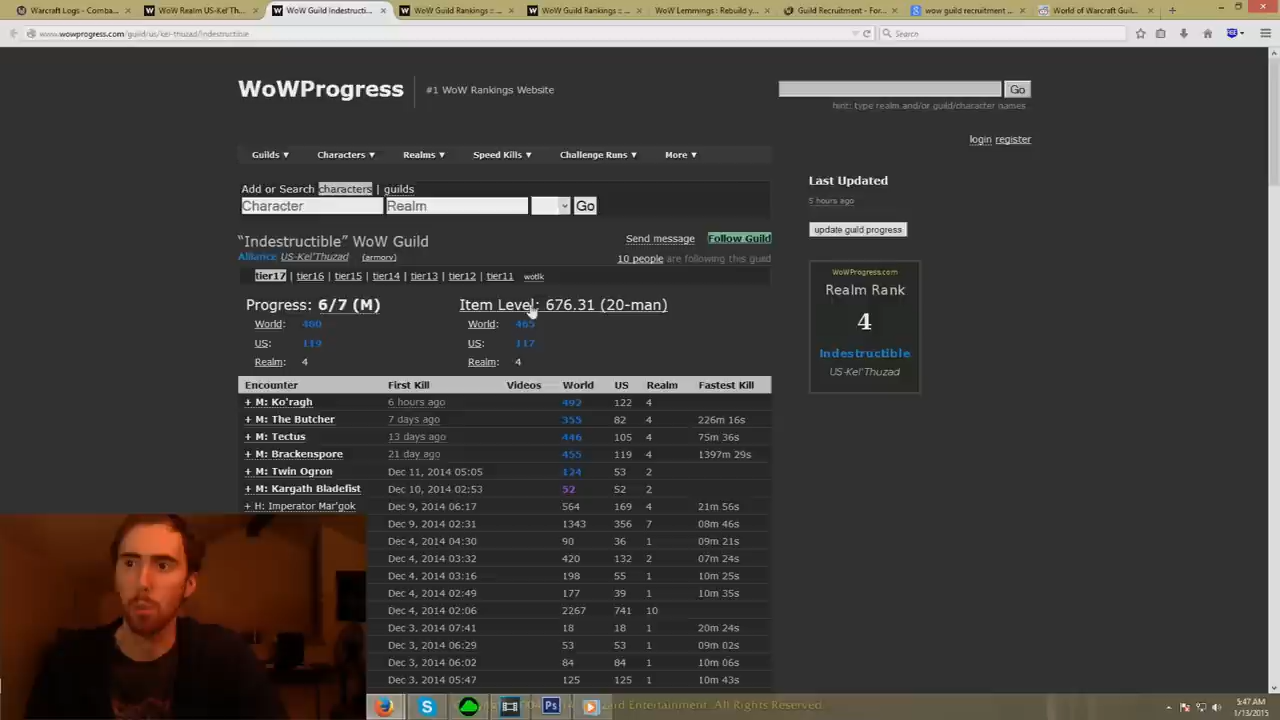 Warcraft Logs - Comba...
WoW Realm US-Kel'Thu...
WoW Guild Indestructi...
WoW Guild Rankings :: ...
WoW Guild Rankings :: ...
WoW Lemmings : Rebuild y...
Guild Recruitment - For...
wow guild recruitment ...
World of Warcraft Guil...
www.wowprogress.com/guild/us/kel-thuzad/Indestructible
Search
WoWProgress
#1 WoW Rankings Website
Go
hint: type realm and/or guild/character names
login register
Guilds ▼ Characters ▼ Realms ▼ Speed Kills ▼ Challenge Runs ▼ More ▼
Add or Search characters | guilds
Character Realm Go
"Indestructible" WoW Guild
Send message Follow Guild
Alliance US-Kel'Thuzad (armory)
10 people are following this guild
tier17 | tier16 | tier15 | tier14 | tier13 | tier12 | tier11 wotlk
Progress: 6/7 (M)
World: 460
US: 119
Realm: 4
Item Level: 676.31 (20-man)
World: 465
US: 117
Realm: 4
Encounter First Kill Videos World US Realm Fastest Kill
+ M: Ko'ragh 6 hours ago 492 122 4
+ M: The Butcher 7 days ago 355 82 4 226m 16s
+ M: Tectus 13 days ago 446 105 4 75m 36s
+ M: Brackenspore 21 day ago 455 119 4 1397m 29s
+ M: Twin Ogron Dec 11, 2014 05:05 124 53 2
+ M: Kargath Bladefist Dec 10, 2014 02:53 52 52 2
+ H: Imperator Mar'gok Dec 9, 2014 06:17 564 169 4 21m 56s
Dec 9, 2014 02:31 1343 356 7 08m 46s
Dec 4, 2014 04:30 90 36 1 09m 21s
Dec 4, 2014 03:32 420 132 2 07m 24s
Dec 4, 2014 03:16 198 55 1 10m 25s
Dec 4, 2014 02:49 177 39 1 10m 35s
Dec 4, 2014 02:06 2267 741 10
Dec 3, 2014 07:41 18 18 1 20m 24s
Dec 3, 2014 06:29 53 53 1 09m 02s
Dec 3, 2014 06:02 84 84 1 10m 06s
Dec 3, 2014 05:47 125 125 1 10m 43s
Last Updated
5 hours ago
update guild progress
WoWProgress.com
Realm Rank
4
Indestructible
US-Kel'Thuzad
Entertainment. All Rights Reserved.
5:47 AM
1/13/2015